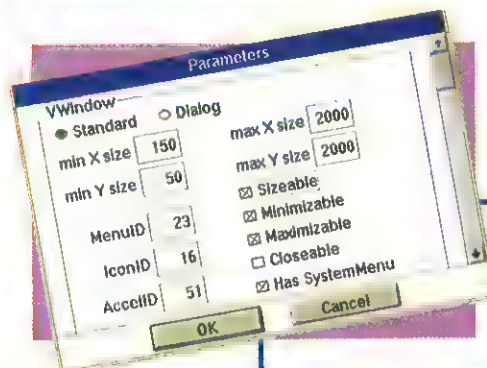 Parameters
VWindow
Standard Dialog
min X size 150
min Y size 50
MenuID 23
IconID 16
AccelID 51
max X size 2000
max Y size 2000
Sizeable
Minimizable
Maximizable
Closeable
Has SystemMenu
OK Cancel